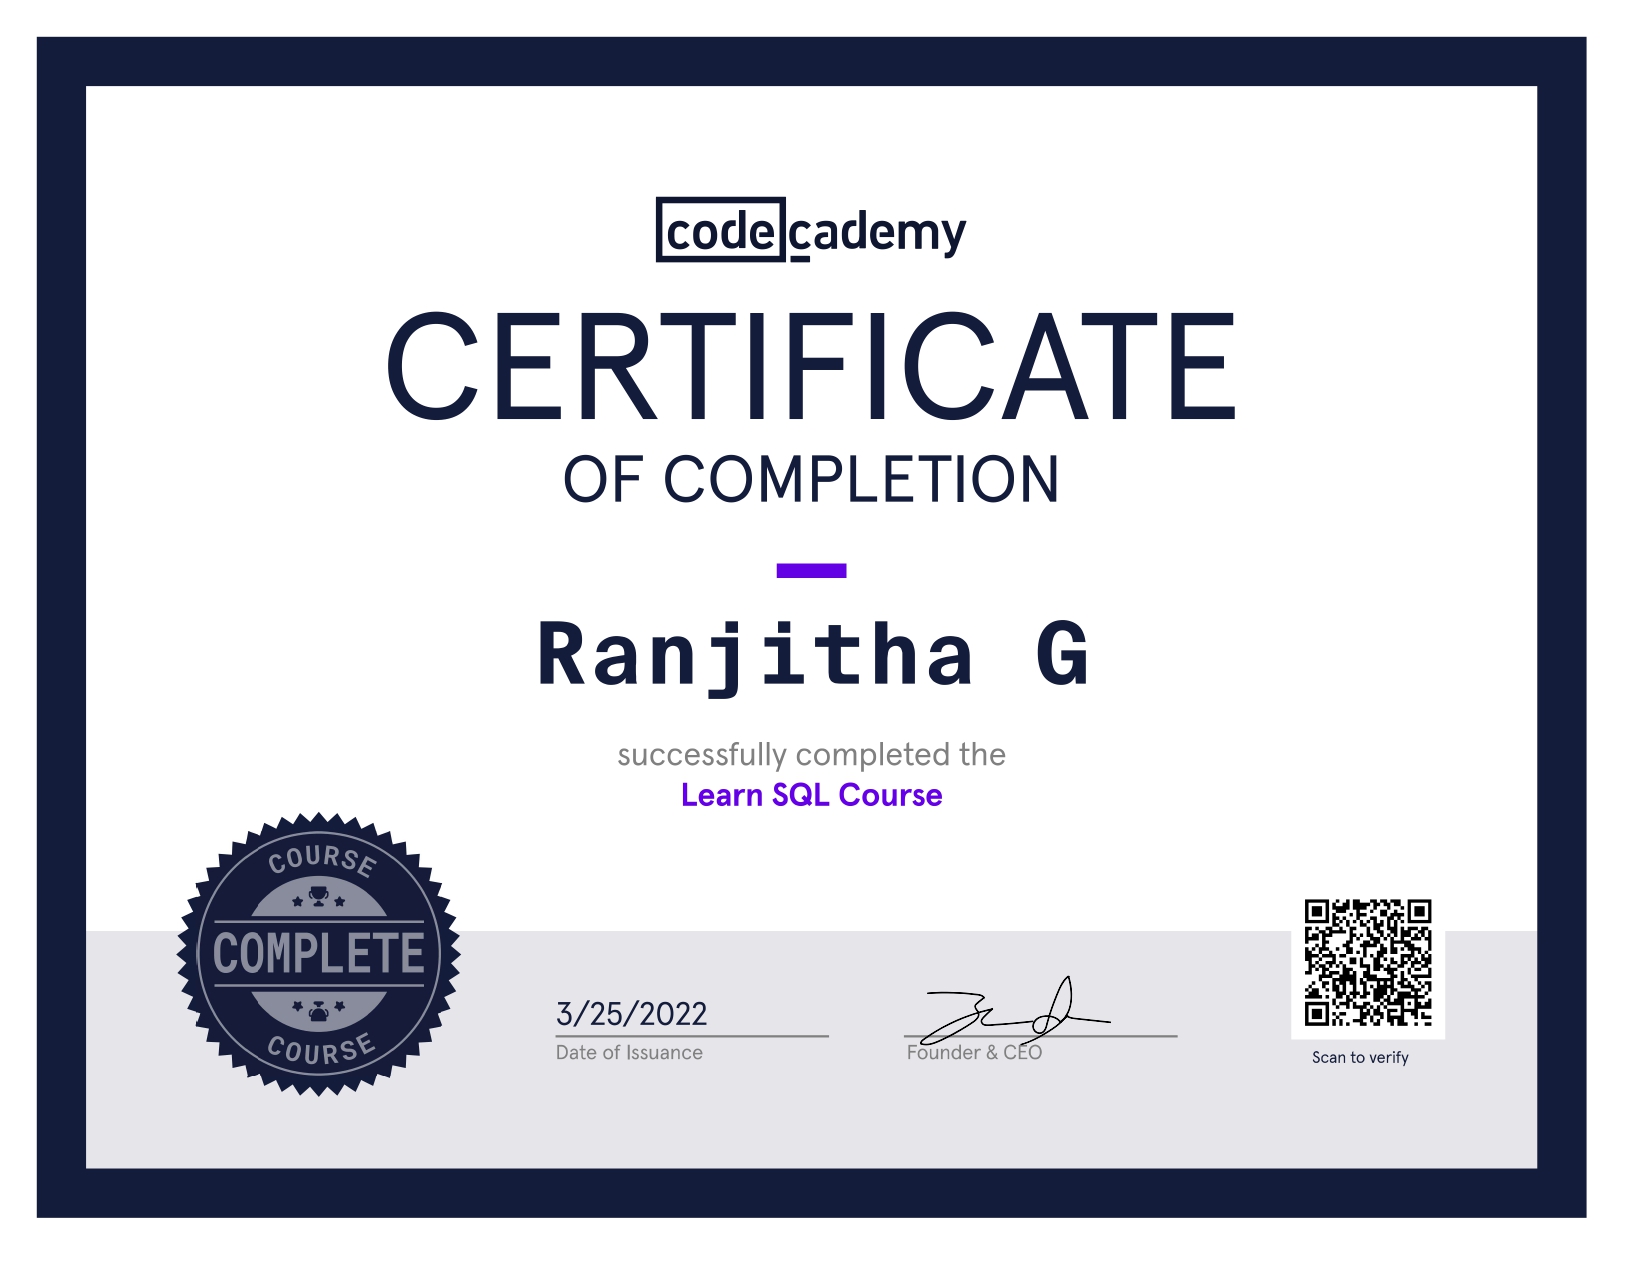 codecademy
CERTIFICATE
OF COMPLETION
Ranjitha G
successfully completed the
Learn SQL Course
COURSE
COMPLETE
COURSE
3/25/2022
Date of Issuance
Founder & CEO
Scan to verify